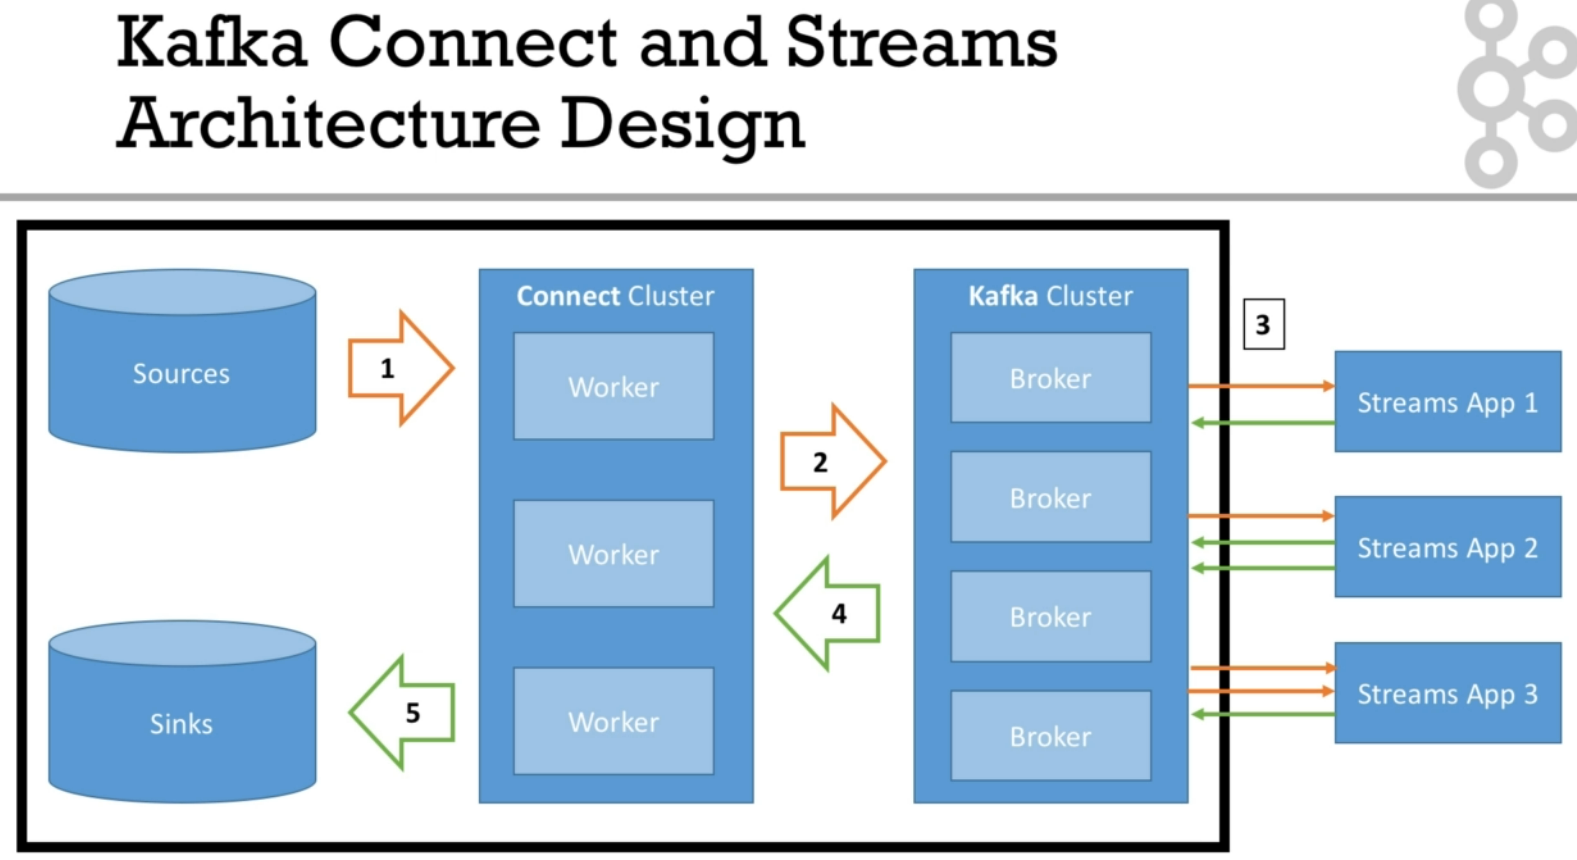 Kafka Connect and Streams
Architecture Design
Sources
1
Connect Cluster
Worker
Worker
Worker
2
4
Kafka Cluster
Broker
Broker
Broker
Broker
3
Streams App 1
Streams App 2
Streams App 3
Sinks
5